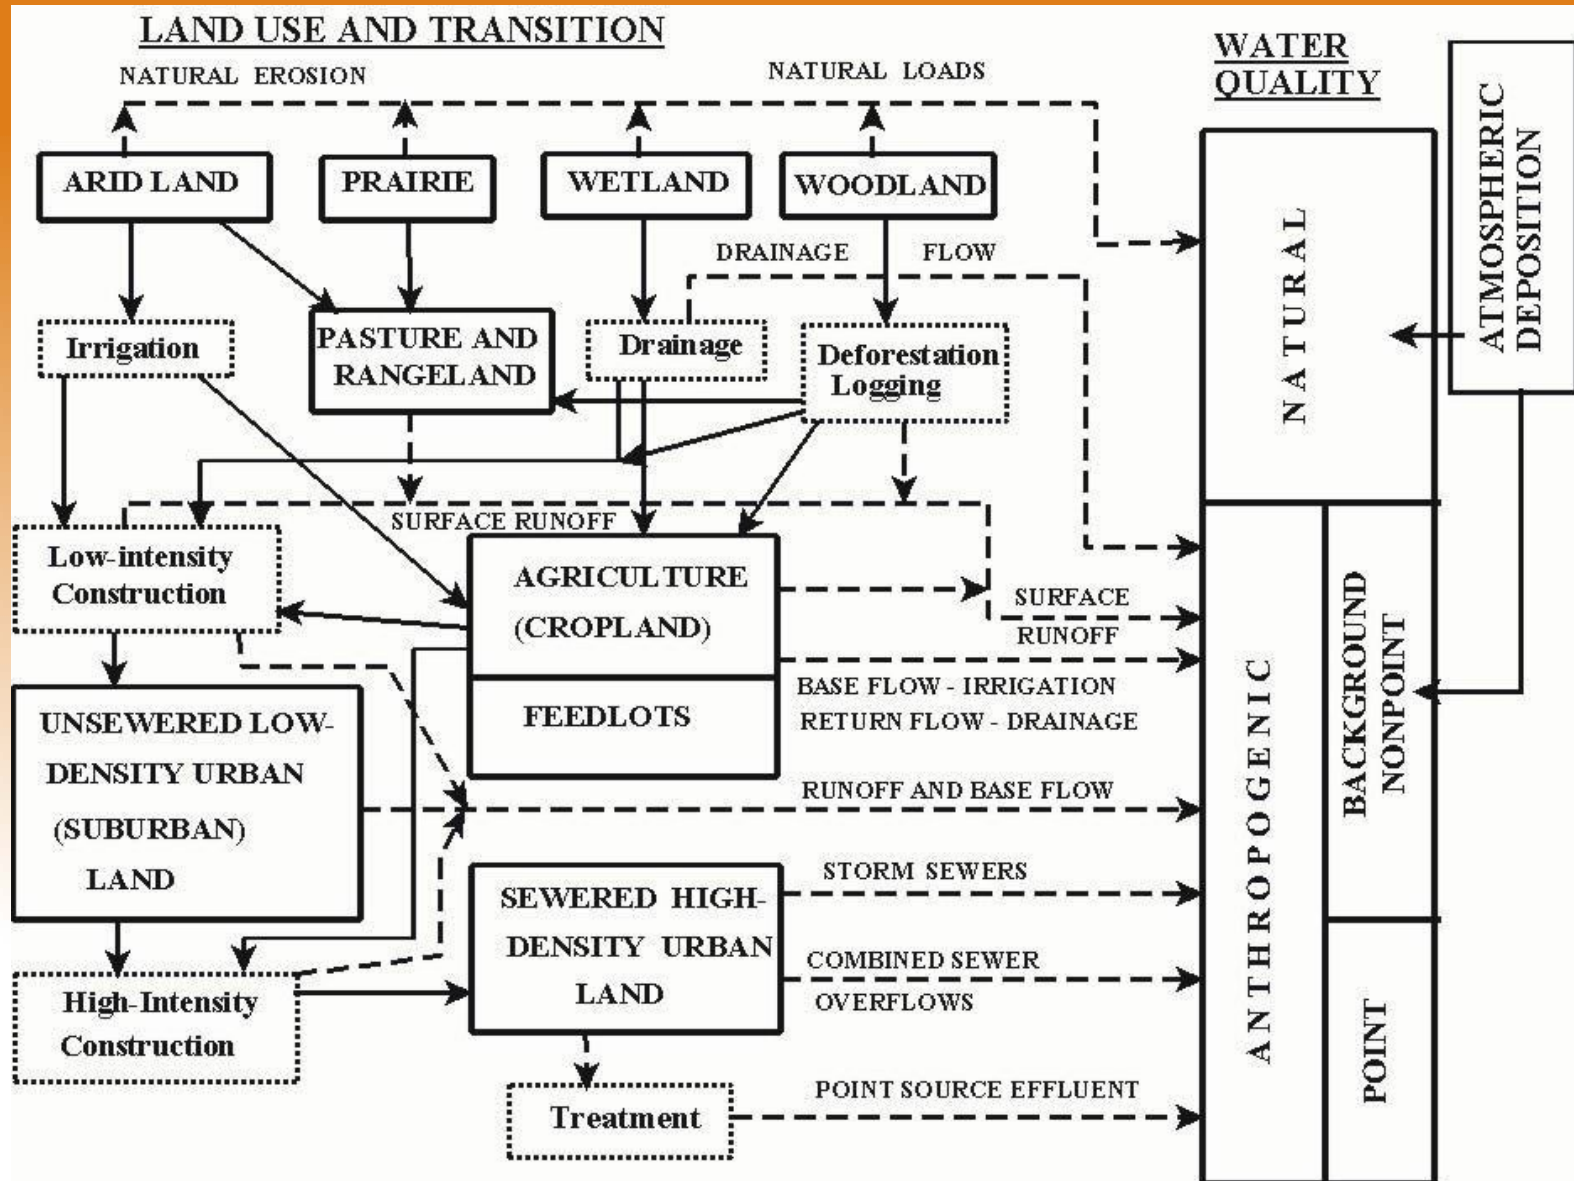 LAND USE AND TRANSITION
WATER
QUALITY
NATURAL EROSION
NATURAL LOADS
ATMOSPHERIC
DEPOSITION
ARID LAND
PRAIRIE
WETLAND
WOODLAND
NATURAL
DRAINAGE FLOW
Irrigation
PASTURE AND
RANGELAND
Drainage
Deforestation
Logging
SURFACE RUNOFF
Low-intensity
Construction
AGRICULTURE
(CROPLAND)
FEEDLOTS
SURFACE
RUNOFF
BASE FLOW - IRRIGATION
RETURN FLOW - DRAINAGE
ANTHROPOGENIC
BACKGROUND
NONPOINT
UNSEWERED LOW-
DENSITY URBAN
(SUBURBAN)
LAND
RUNOFF AND BASE FLOW
SEWERED HIGH-
DENSITY URBAN
LAND
STORM SEWERS
COMBINED SEWER
OVERFLOWS
POINT
High-Intensity
Construction
Treatment
POINT SOURCE EFFLUENT